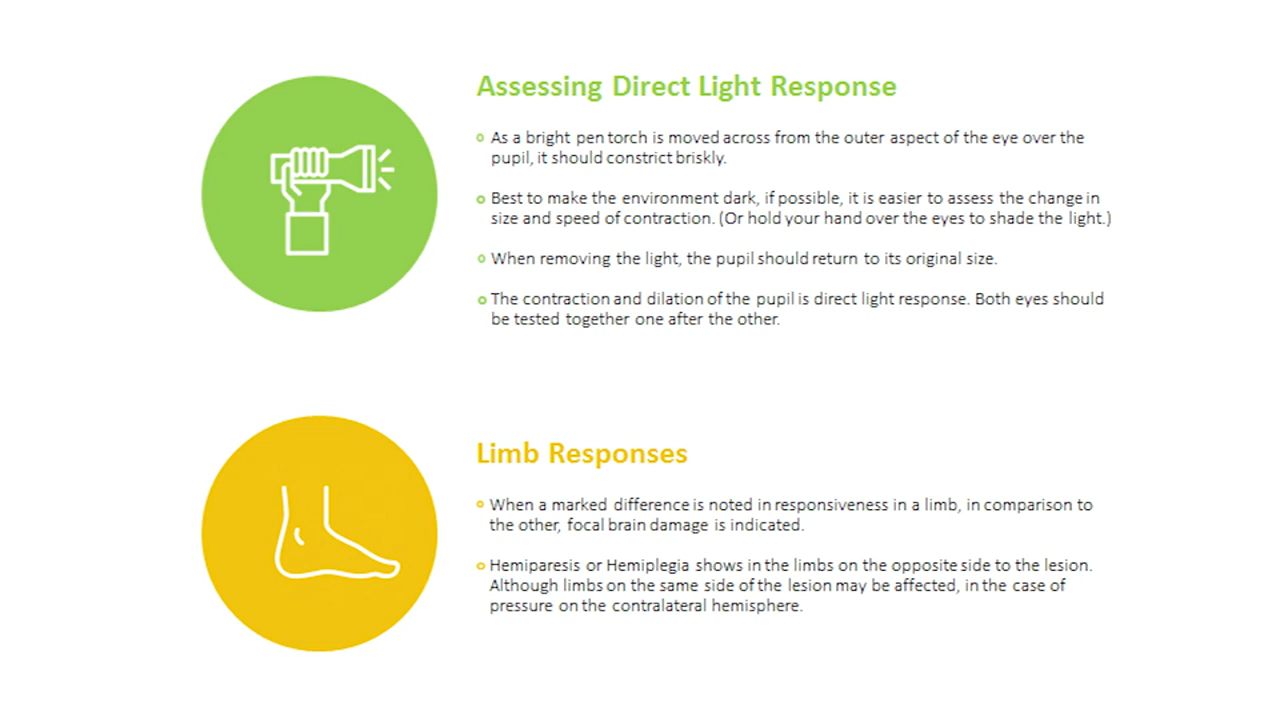 Assessing Direct Light Response
As a bright pen torch is moved across from the outer aspect of the eye over the
pupil, it should constrict briskly.
Best to make the environment dark, if possible, it is easier to assess the change in
size and speed of contraction. (Or hold your hand over the eyes to shade the light.)
When removing the light, the pupil should return to its original size.
The contraction and dilation of the pupil is direct light response. Both eyes should
be tested together one after the other.
Limb Responses
When a marked difference is noted in responsiveness in a limb, in comparison to
the other, focal brain damage is indicated.
Hemiparesis or Hemiplegia shows in the limbs on the opposite side to the lesion.
Although limbs on the same side of the lesion may be affected, in the case of
pressure on the contralateral hemisphere.